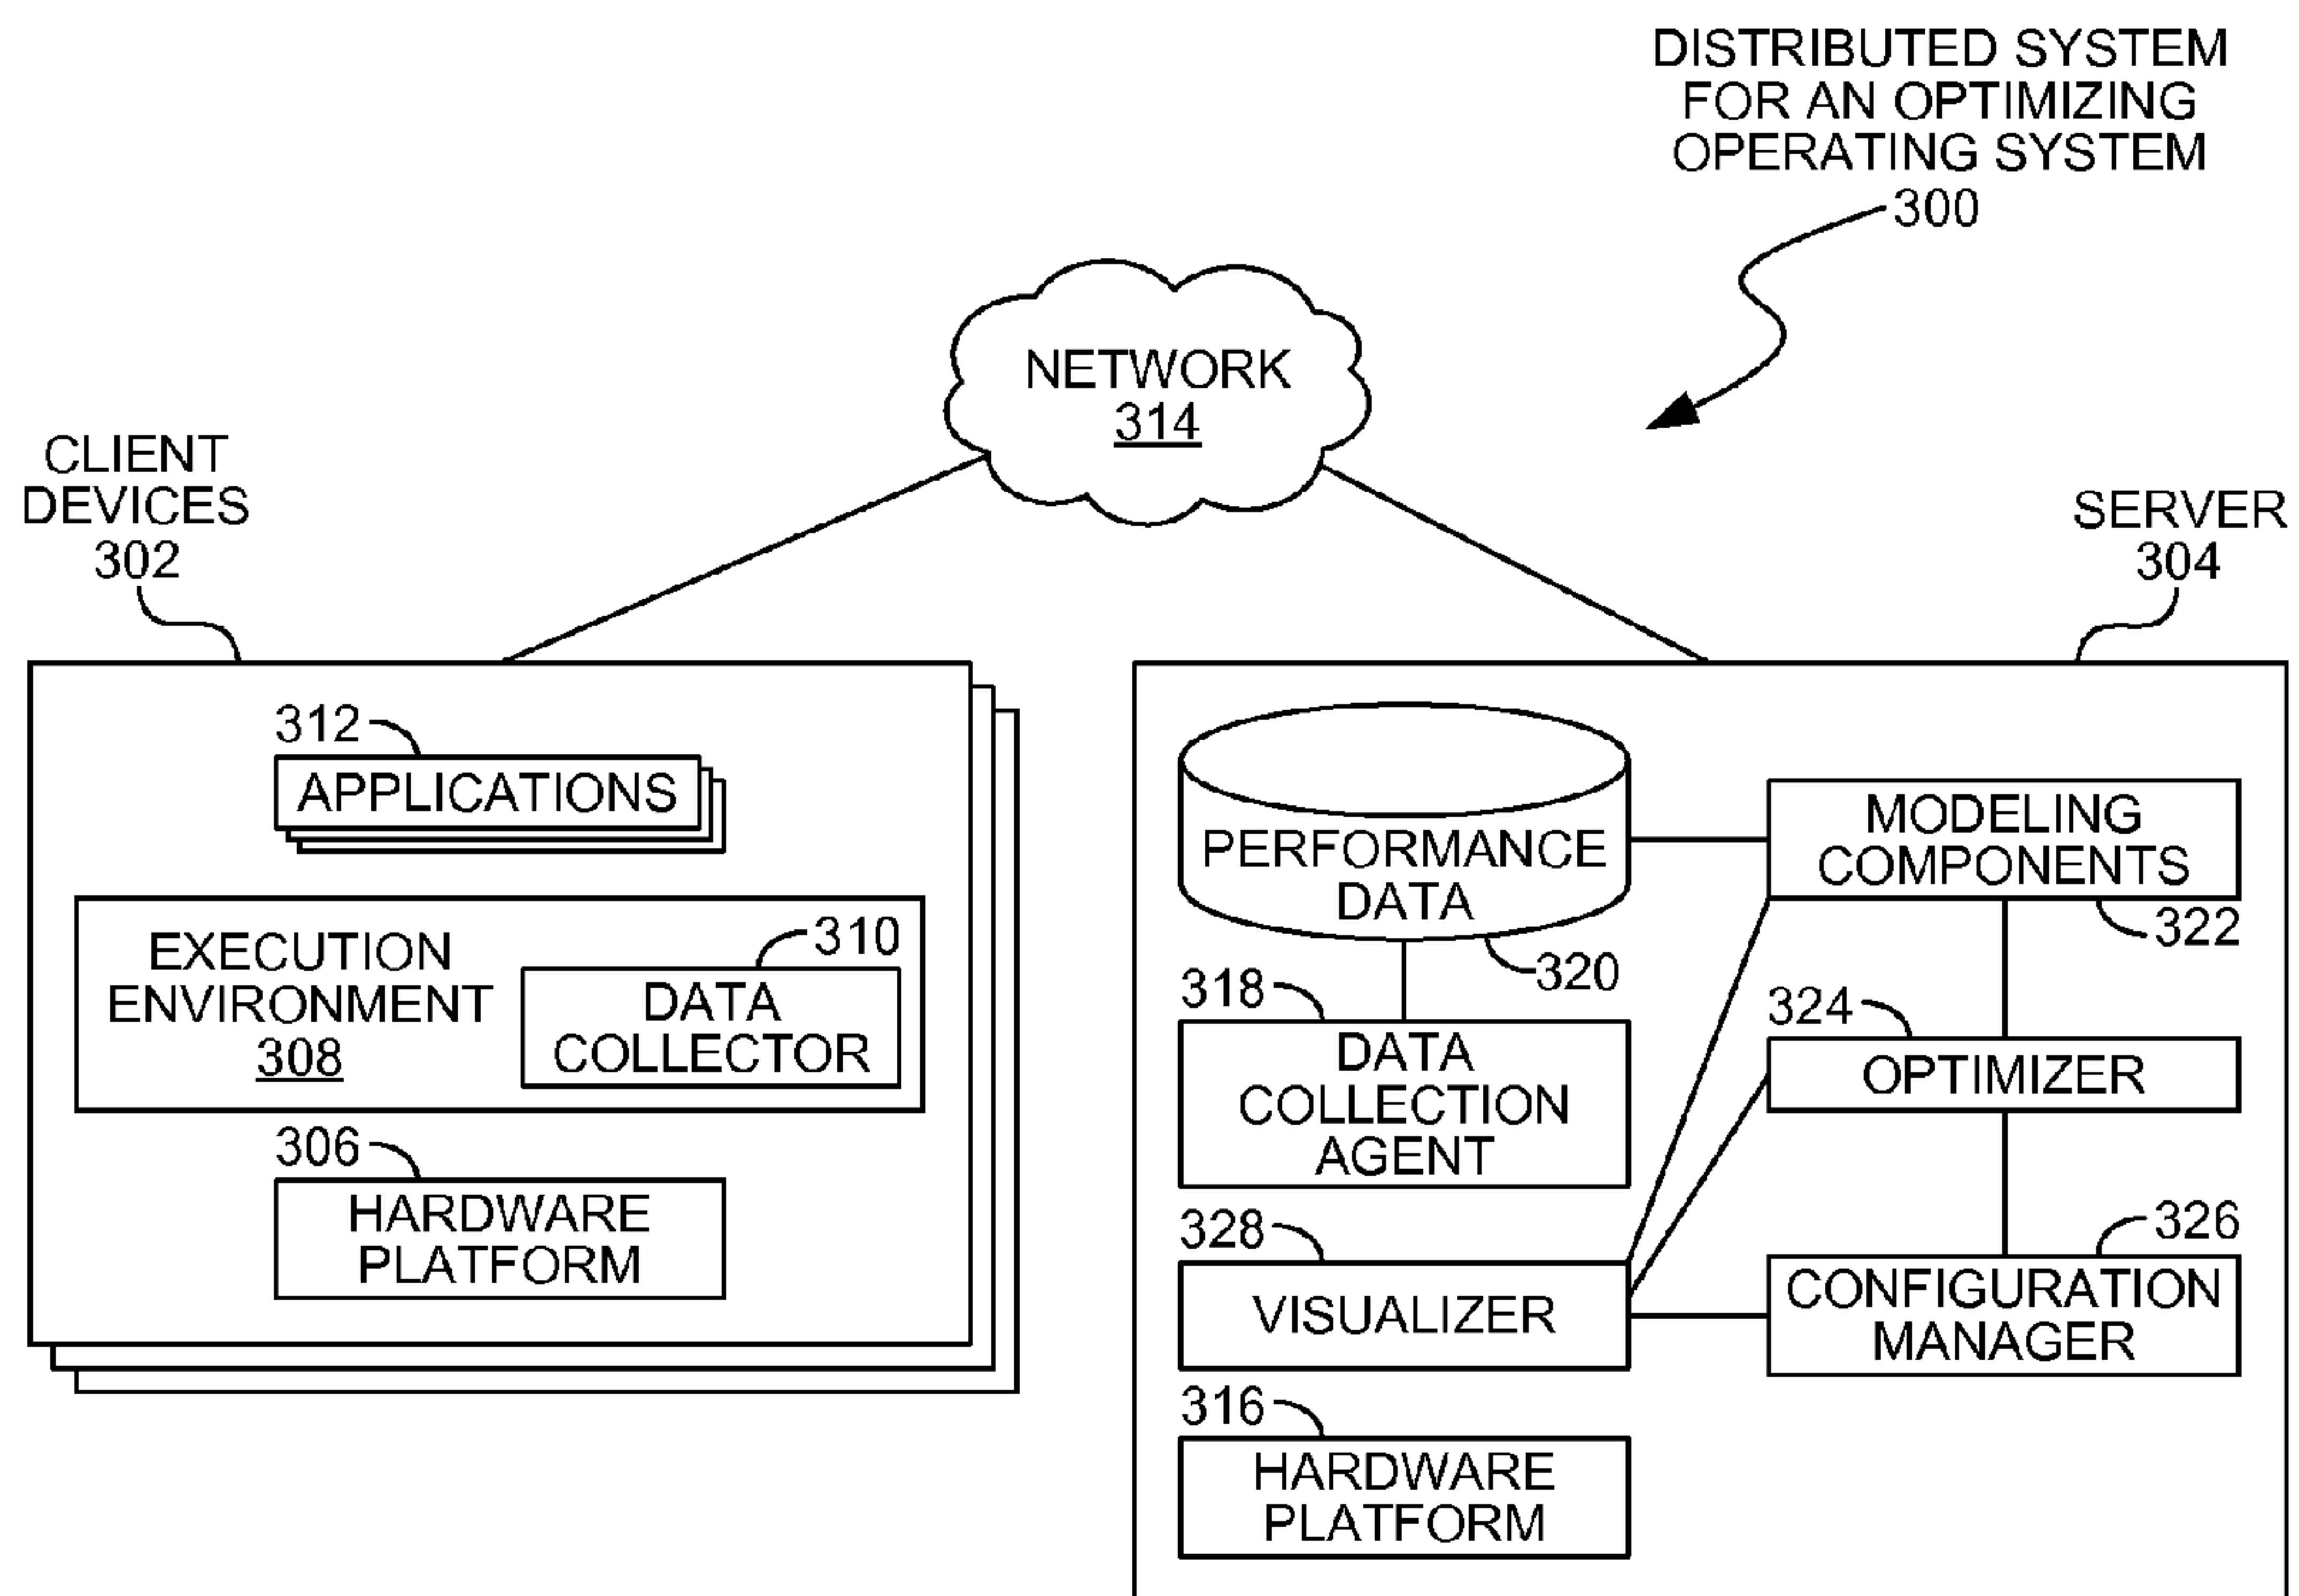 DISTRIBUTED SYSTEM
FOR AN OPTIMIZING
OPERATING SYSTEM
300
NETWORK
314
CLIENT
DEVICES
302
SERVER
304
312
APPLICATIONS
EXECUTION
ENVIRONMENT
308
310
DATA
COLLECTOR
306
HARDWARE
PLATFORM
PERFORMANCE
DATA
320
MODELING
COMPONENTS
322
318
DATA
COLLECTION
AGENT
324
OPTIMIZER
328
VISUALIZER
326
CONFIGURATION
MANAGER
316
HARDWARE
PLATFORM